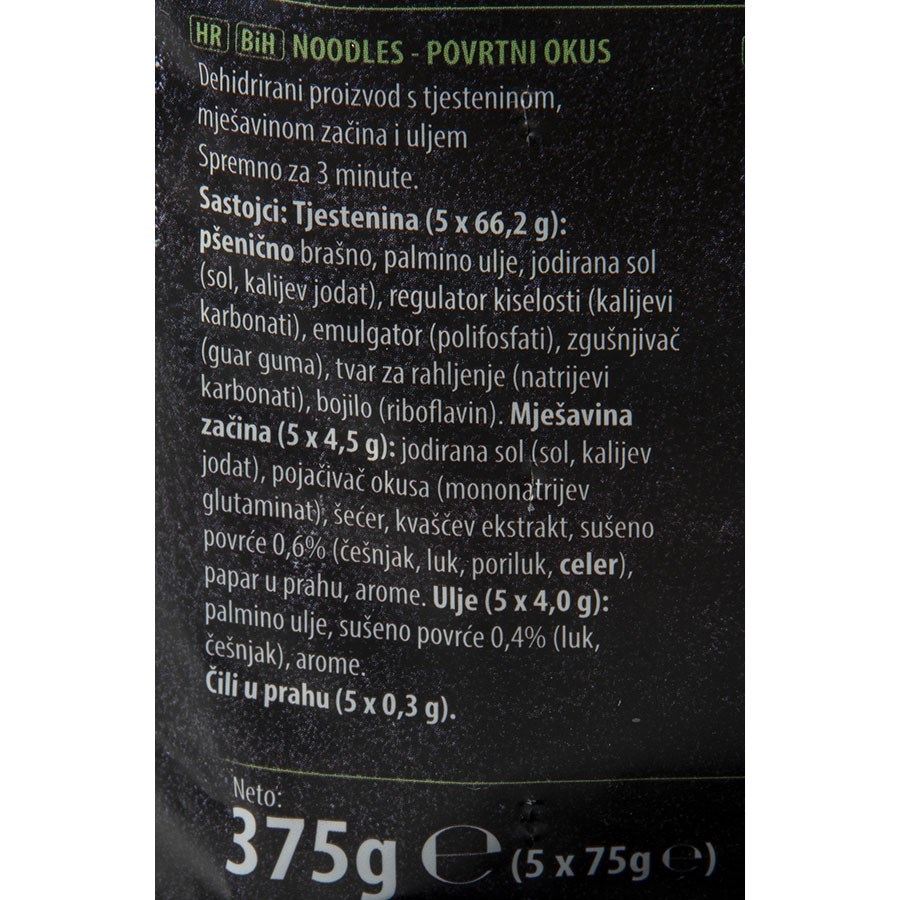 HR BiH NOODLES - POVRTNI OKUS
Dehidrirani proizvod s tjesteninom,
mješavinom začina i uljem
Spremno za 3 minute.
Sastojci: Tjestenina (5 x 66,2 g):
pšenično brašno, palmino ulje, jodirana sol
(sol, kalijev jodat), regulator kiselosti (kalijevi
karbonati), emulgator (polifosfati), zgušnjivač
(guar guma), tvar za rahljenje (natrijevi
karbonati), bojilo (riboflavin). Mješavina
začina (5 x 4,5 g): jodirana sol (sol, kalijev
jodat), pojačivač okusa (mononatrijev
glutaminat), šećer, kvaščev ekstrakt, sušeno
povrće 0,6% (češnjak, luk, poriluk, celer),
papar u prahu, arome. Ulje (5 x 4,0 g):
palmino ulje, sušeno povrće 0,4% (luk,
češnjak), arome.
Čili u prahu (5 x 0,3 g).
Neto:
375g ℮ (5 x 75g ℮)